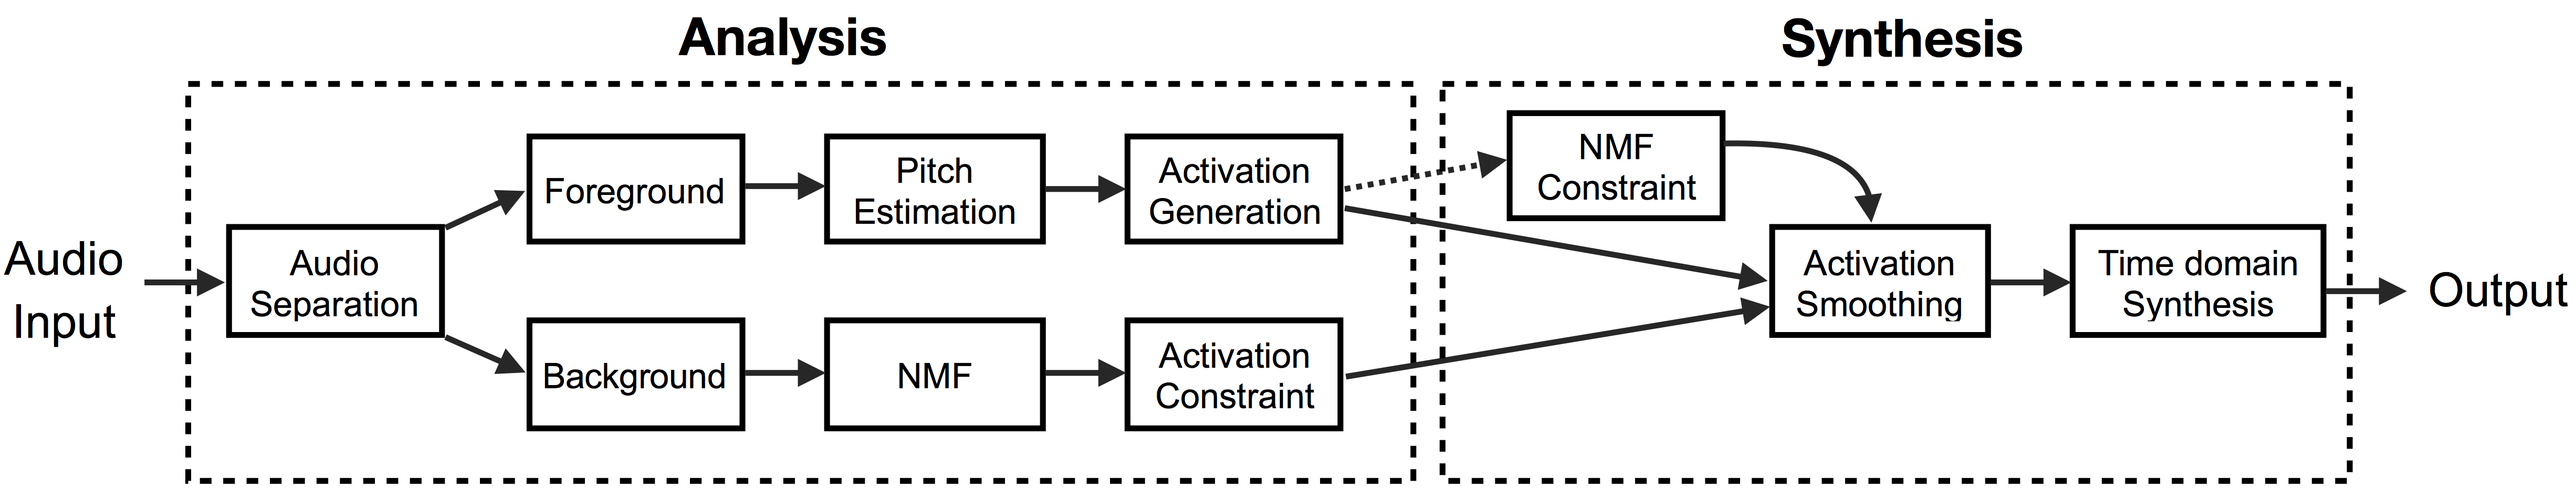 Analysis
Synthesis
Audio
Input
Audio
Separation
Foreground
Pitch
Estimation
Activation
Generation
Background
NMF
Activation
Constraint
NMF
Constraint
Activation
Smoothing
Time domain
Synthesis
Output